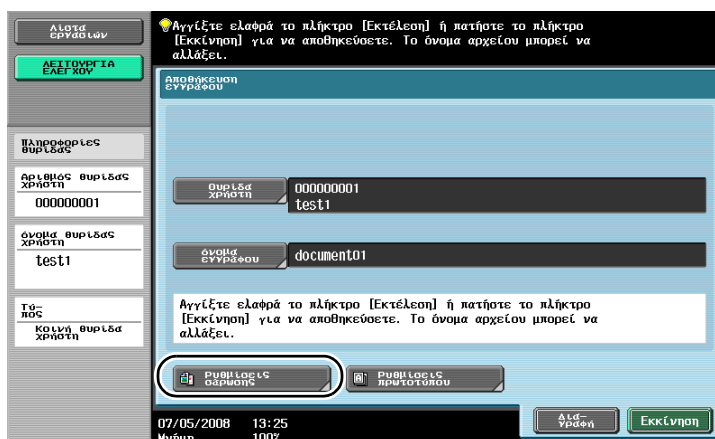 Λίστα
εργασιών
Αγγίξτε ελαφρά το πλήκτρο [Εκτέλεση] ή πατήστε το πλήκτρο
[Εκκίνηση] για να αποθηκεύσετε. Το όνομα αρχείου μπορεί να
αλλάξει.
ΛΕΙΤΟΥΡΓΙΑ
ΕΛΕΓΧΟΥ
Αποθήκευση
εγγράφου
Πληροφορίες
θυρίδας
Αριθμός θυρίδας
χρήστη
000000001
θυρίδα
χρήστη
000000001
test1
όνομα θυρίδας
χρήστη
test1
όνομα
εγγράφου
document01
Τύ-
πος
Κοινή θυρίδα
χρήστη
Αγγίξτε ελαφρά το πλήκτρο [Εκτέλεση] ή πατήστε το πλήκτρο
[Εκκίνηση] για να αποθηκεύσετε. Το όνομα αρχείου μπορεί να
αλλάξει.
Ρυθμίσεις
σάρωσης
Ρυθμίσεις
πρωτοτύπου
07/05/2008 13:25
Μνήμη 100%
Δια-
γραφή
Εκκίνηση